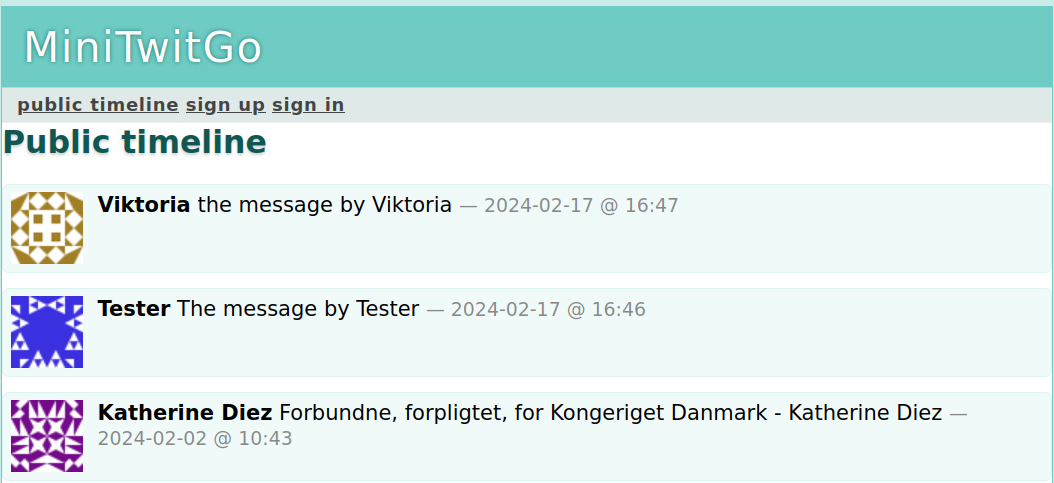 MiniTwitGo
public timeline sign up sign in
Public timeline
Viktoria the message by Viktoria — 2024-02-17 @ 16:47
Tester The message by Tester — 2024-02-17 @ 16:46
Katherine Diez Forbundne, forpligtet, for Kongeriget Danmark - Katherine Diez —
2024-02-02 @ 10:43